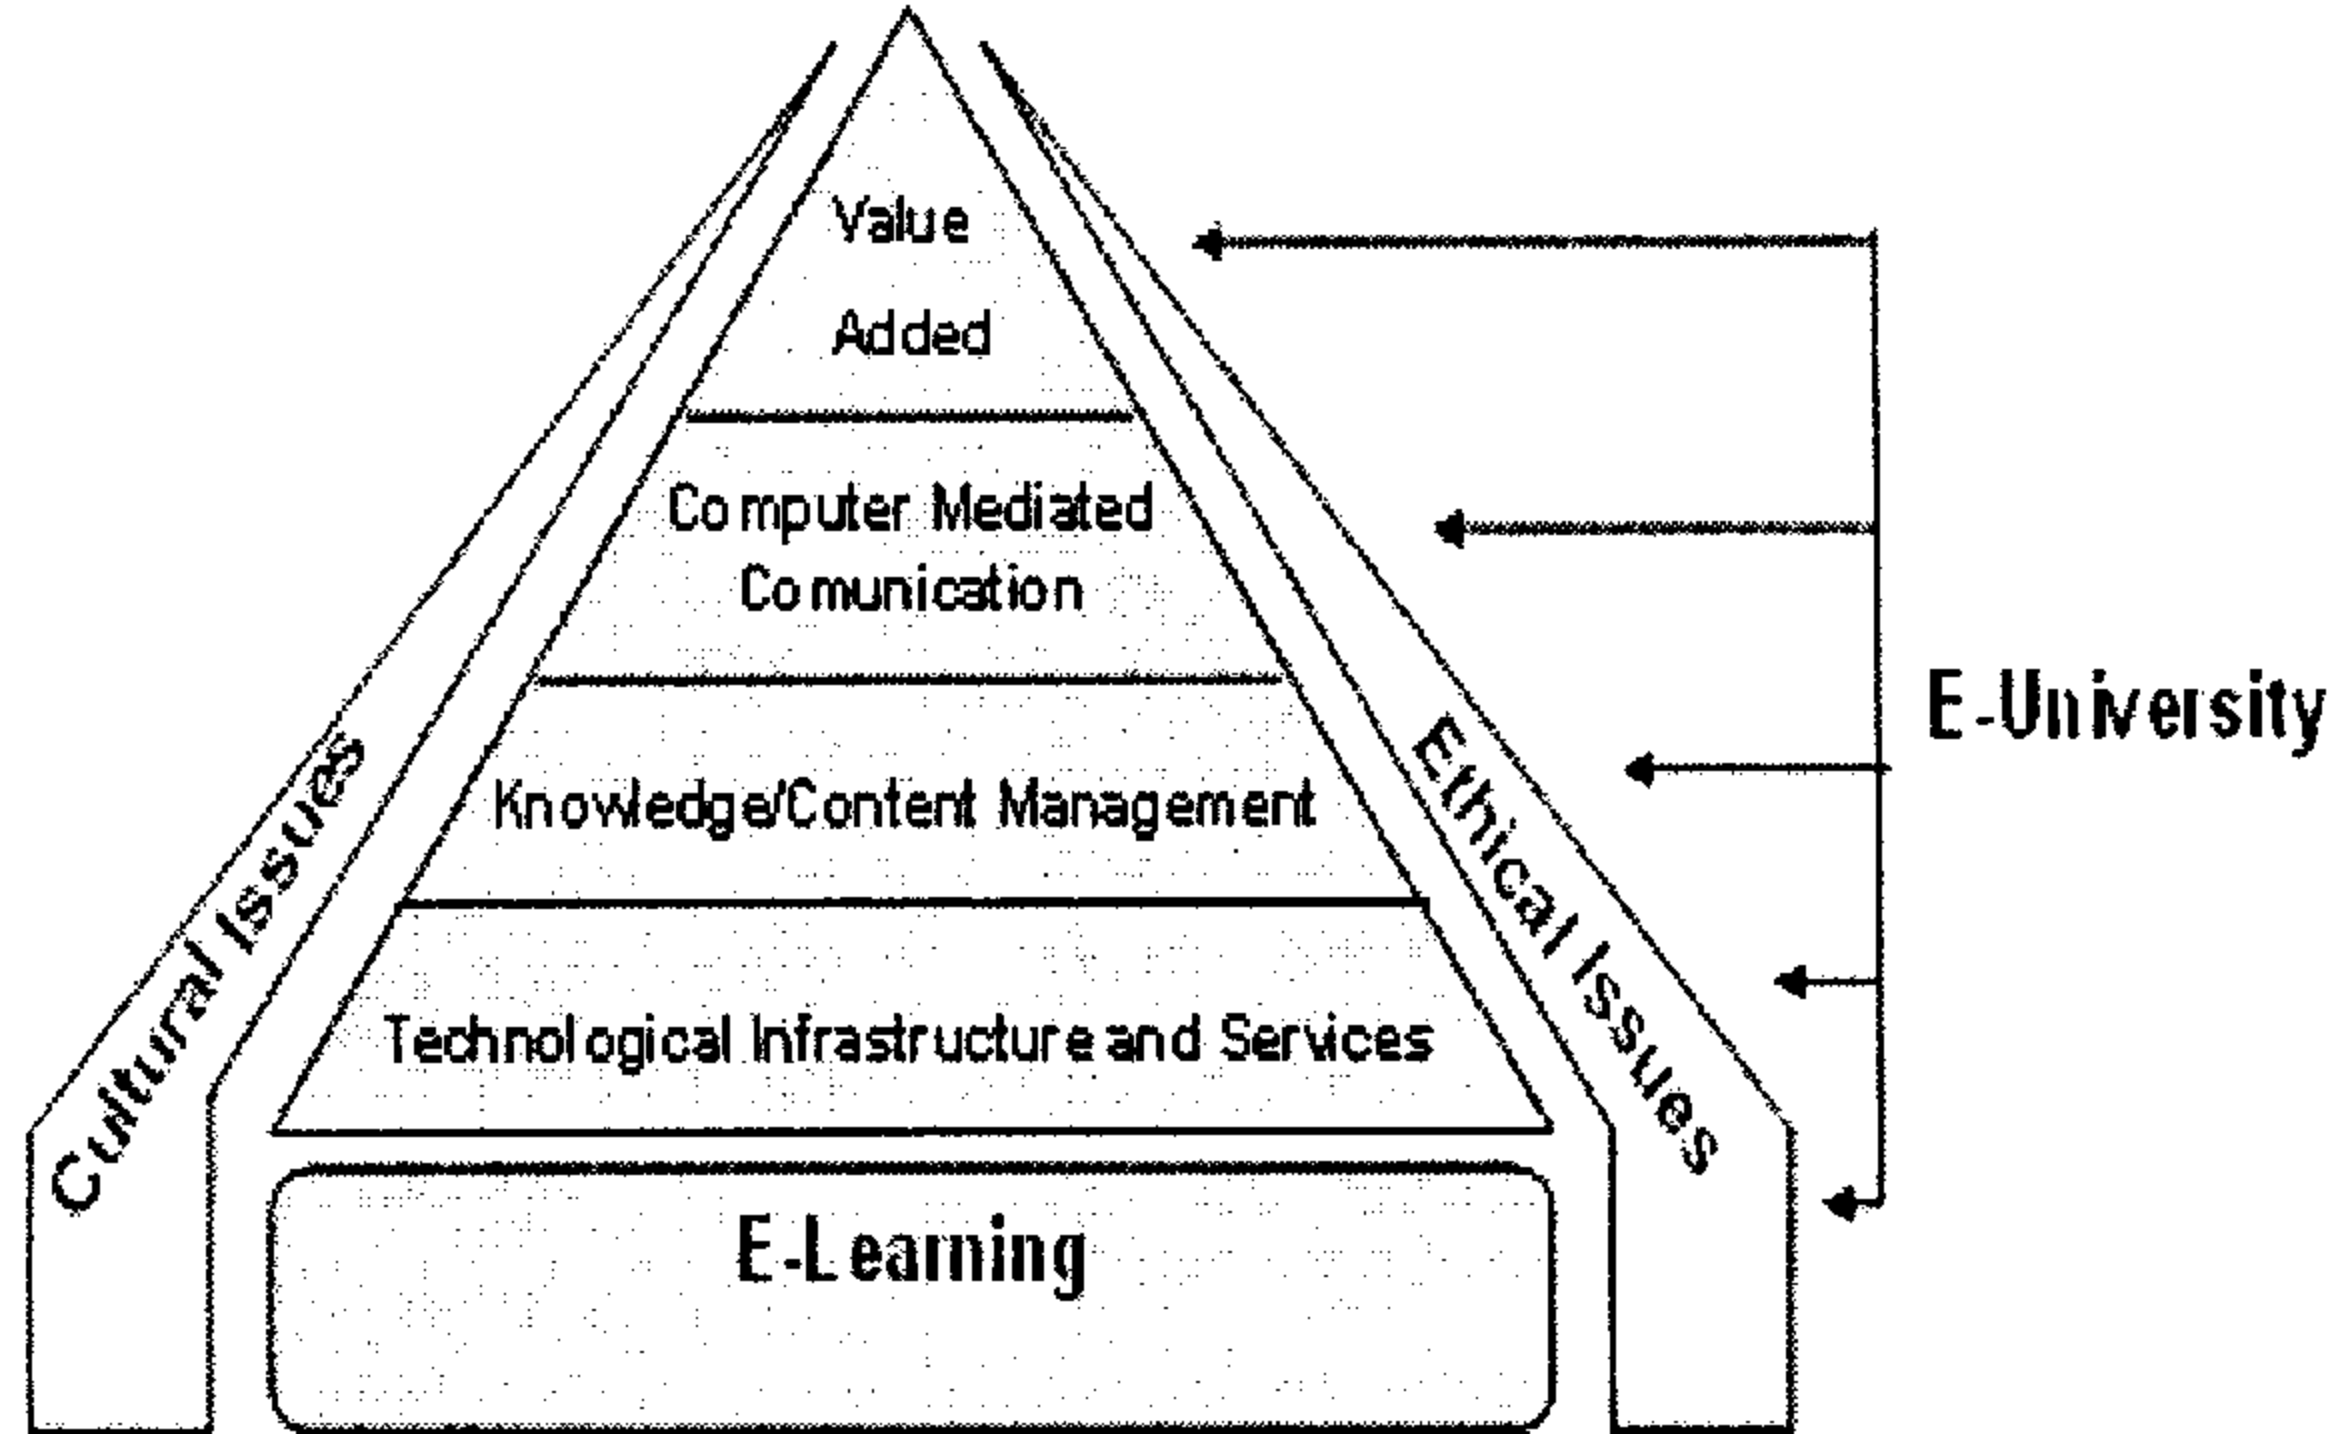 Value
Added
Computer Mediated
Comunication
Knowledge/Content Management
Technological Infrastructure and Services
E-Learning
Cultural Issues
Ethical Issues
E-University